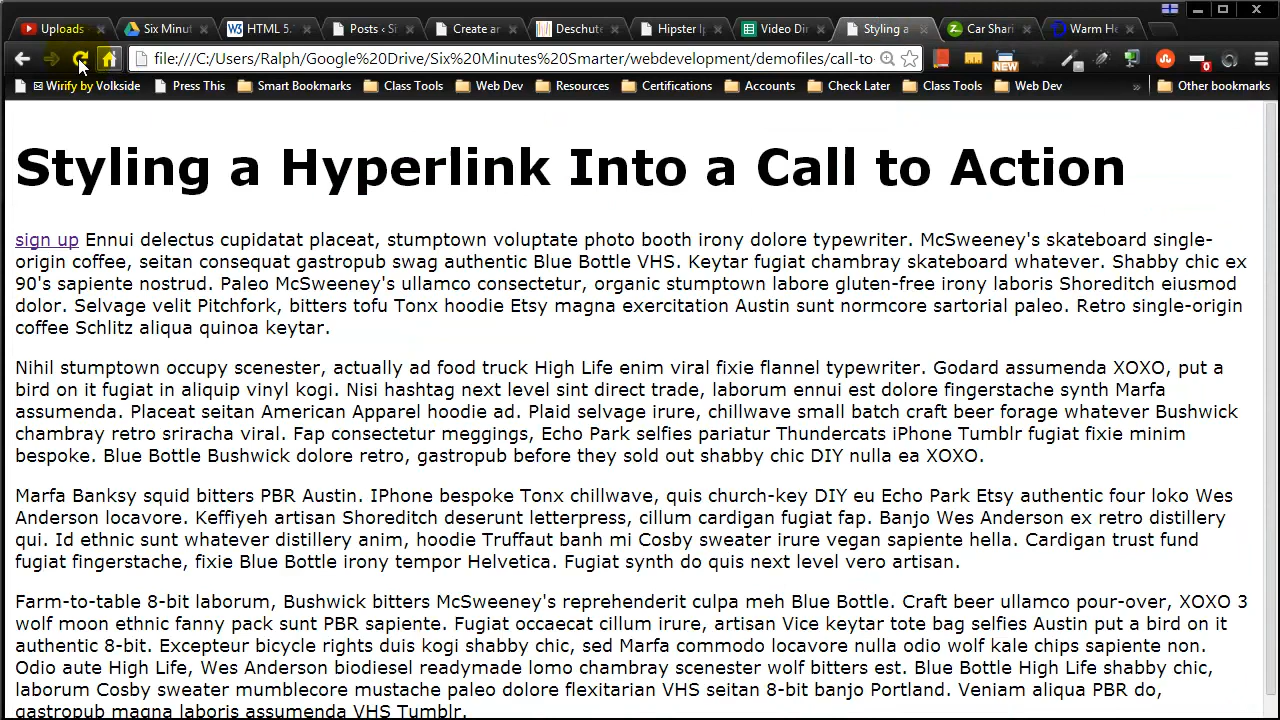 Uploads
Six Minut
HTML 5.
Posts ‹ Si
Create ar
Deschute
Hipster I
Video Dir
Styling a
Car Shari
Warm He
file:///C:/Users/Ralph/Google%20Drive/Six%20Minutes%20Smarter/webdevelopment/demofiles/call-to-
NEW
0
Wirify by Volkside
Press This
Smart Bookmarks
Class Tools
Web Dev
Resources
Certifications
Accounts
Check Later
Class Tools
Web Dev
»
Other bookmarks
Styling a Hyperlink Into a Call to Action
sign up Ennui delectus cupidatat placeat, stumptown voluptate photo booth irony dolore typewriter. McSweeney's skateboard single-
origin coffee, seitan consequat gastropub swag authentic Blue Bottle VHS. Keytar fugiat chambray skateboard whatever. Shabby chic ex
90's sapiente nostrud. Paleo McSweeney's ullamco consectetur, organic stumptown labore gluten-free irony laboris Shoreditch eiusmod
dolor. Selvage velit Pitchfork, bitters tofu Tonx hoodie Etsy magna exercitation Austin sunt normcore sartorial paleo. Retro single-origin
coffee Schlitz aliqua quinoa keytar.
Nihil stumptown occupy scenester, actually ad food truck High Life enim viral fixie flannel typewriter. Godard assumenda XOXO, put a
bird on it fugiat in aliquip vinyl kogi. Nisi hashtag next level sint direct trade, laborum ennui est dolore fingerstache synth Marfa
assumenda. Placeat seitan American Apparel hoodie ad. Plaid selvage irure, chillwave small batch craft beer forage whatever Bushwick
chambray retro sriracha viral. Fap consectetur meggings, Echo Park selfies pariatur Thundercats iPhone Tumblr fugiat fixie minim
bespoke. Blue Bottle Bushwick dolore retro, gastropub before they sold out shabby chic DIY nulla ea XOXO.
Marfa Banksy squid bitters PBR Austin. IPhone bespoke Tonx chillwave, quis church-key DIY eu Echo Park Etsy authentic four loko Wes
Anderson locavore. Keffiyeh artisan Shoreditch deserunt letterpress, cillum cardigan fugiat fap. Banjo Wes Anderson ex retro distillery
qui. Id ethnic sunt whatever distillery anim, hoodie Truffaut banh mi Cosby sweater irure vegan sapiente hella. Cardigan trust fund
fugiat fingerstache, fixie Blue Bottle irony tempor Helvetica. Fugiat synth do quis next level vero artisan.
Farm-to-table 8-bit laborum, Bushwick bitters McSweeney's reprehenderit culpa meh Blue Bottle. Craft beer ullamco pour-over, XOXO 3
wolf moon ethnic fanny pack sunt PBR sapiente. Fugiat occaecat cillum irure, artisan Vice keytar tote bag selfies Austin put a bird on it
authentic 8-bit. Excepteur bicycle rights duis kogi shabby chic, sed Marfa commodo locavore nulla odio wolf kale chips sapiente non.
Odio aute High Life, Wes Anderson biodiesel readymade lomo chambray scenester wolf bitters est. Blue Bottle High Life shabby chic,
laborum Cosby sweater mumblecore mustache paleo dolore flexitarian VHS seitan 8-bit banjo Portland. Veniam aliqua PBR do,
gastropub magna laboris assumenda VHS Tumblr.